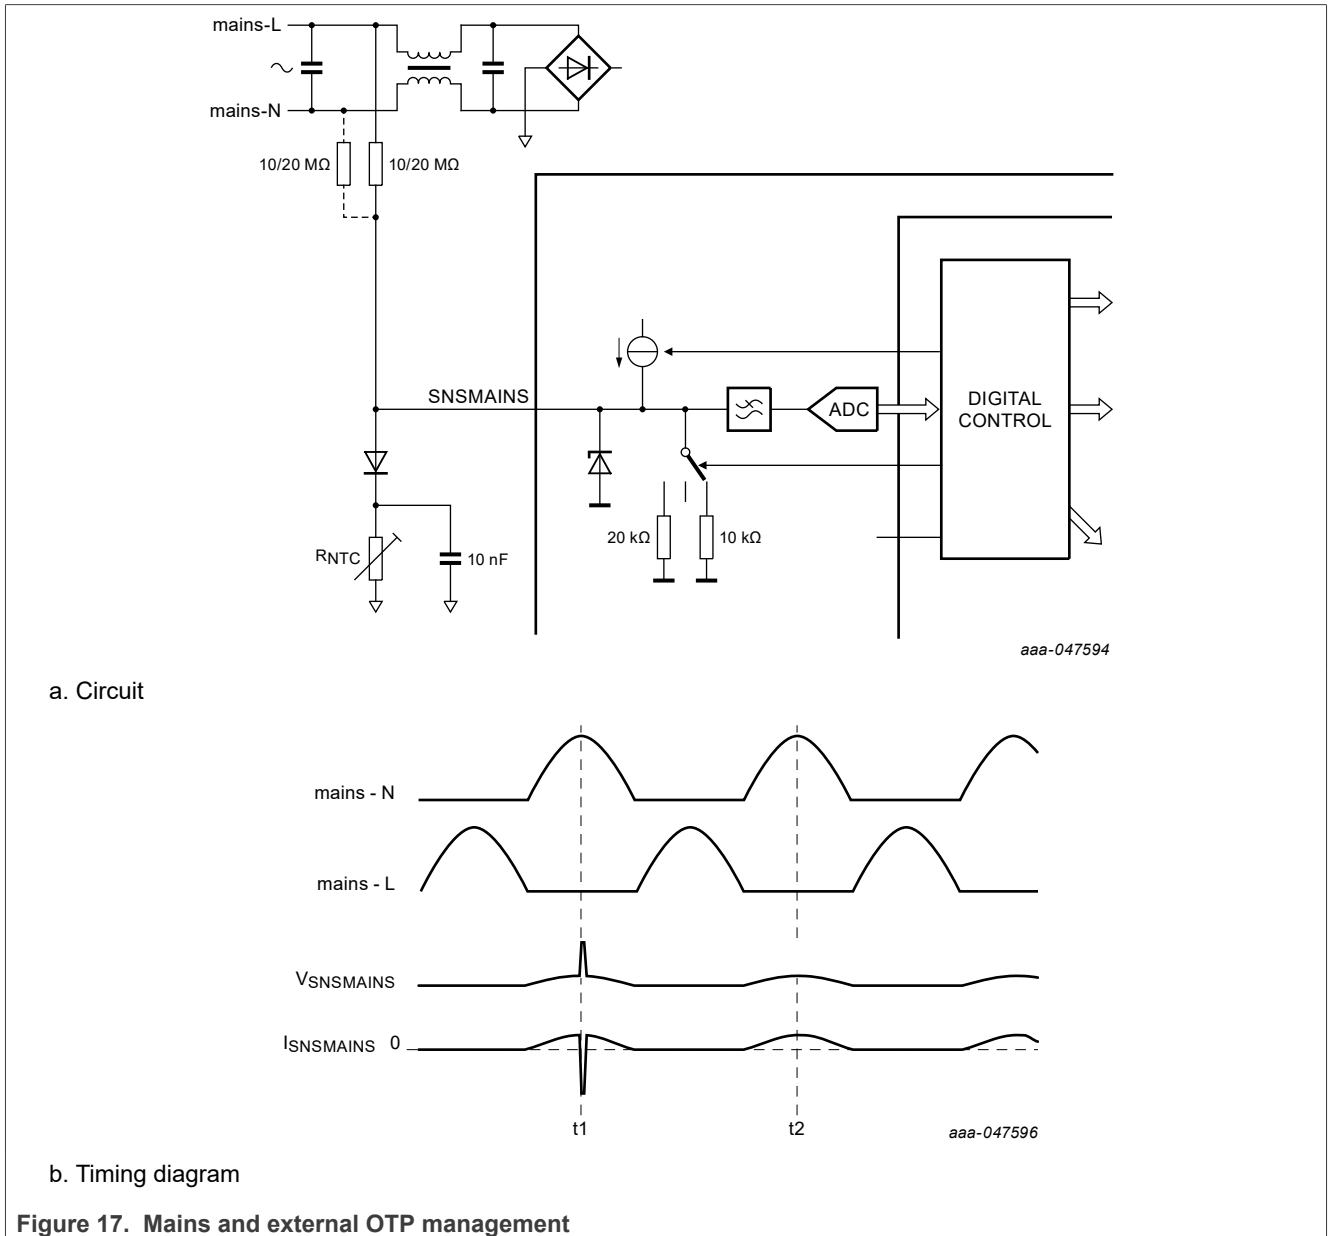 mains-L
mains-N
10/20 MΩ
10/20 MΩ
SNSMAINS
ADC
DIGITAL
CONTROL
20 kΩ
10 kΩ
RNTC
10 nF
aaa-047594
a. Circuit
mains - N
mains - L
VSNSMAINS
ISNSMAINS 0
t1
t2
aaa-047596
b. Timing diagram
Figure 17. Mains and external OTP management